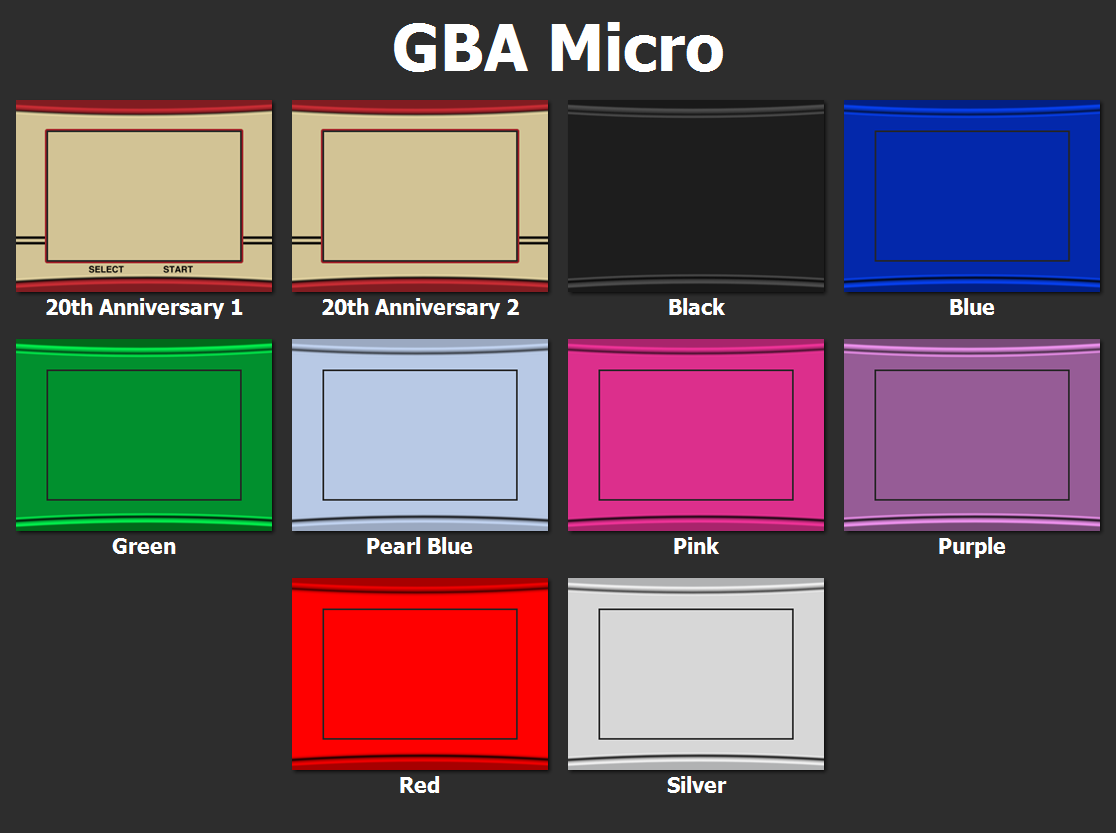 GBA Micro
SELECT START
20th Anniversary 1
20th Anniversary 2
Black
Blue
Green
Pearl Blue
Pink
Purple
Red
Silver